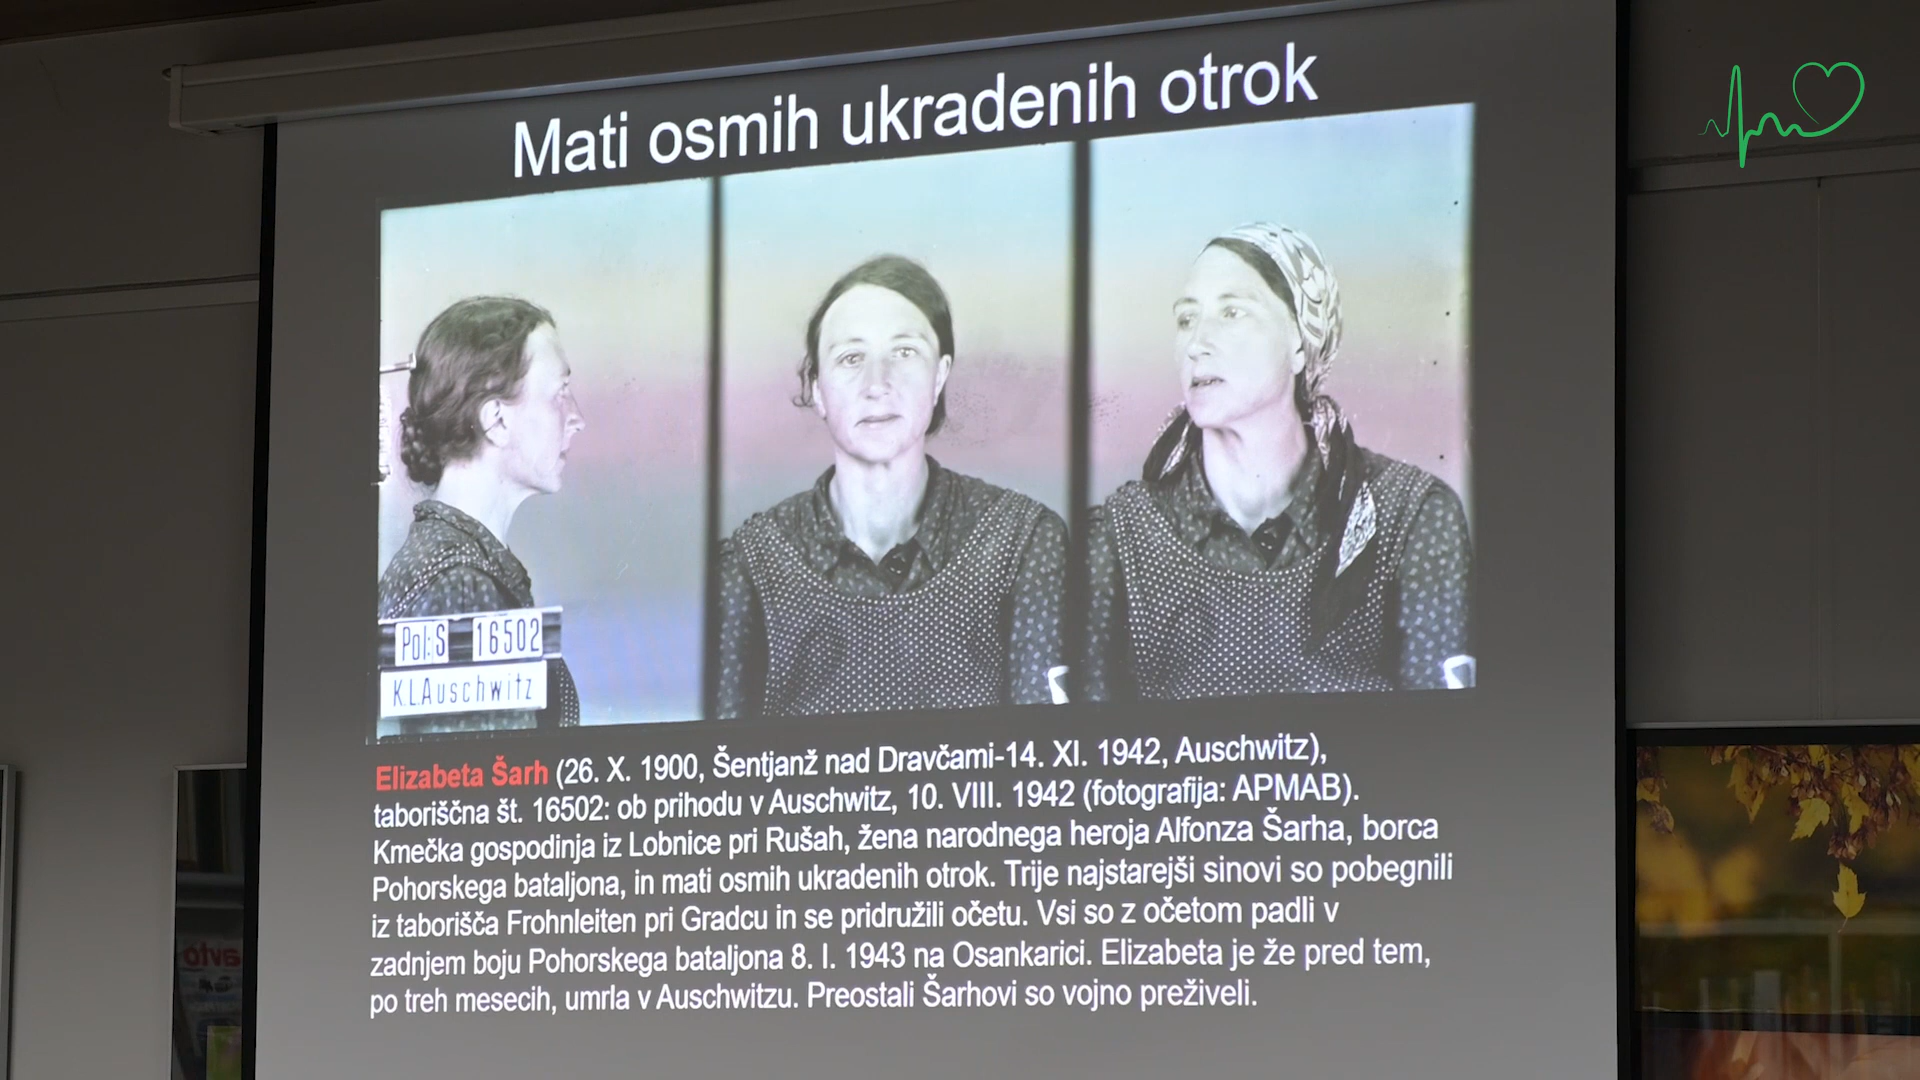 Mati osmih ukradenih otrok
Pol:S 16502
K.L.Auschwitz
Elizabeta Šarh (26. X. 1900, Šentjanž nad Dravčami-14. XI. 1942, Auschwitz),
taboriščna št. 16502: ob prihodu v Auschwitz, 10. VIII. 1942 (fotografija: APMAB).
Kmečka gospodinja iz Lobnice pri Rušah, žena narodnega heroja Alfonza Šarha, borca
Pohorskega bataljona, in mati osmih ukradenih otrok. Trije najstarejši sinovi so pobegnili
iz taborišča Frohnleiten pri Gradcu in se pridružili očetu. Vsi so z očetom padli v
zadnjem boju Pohorskega bataljona 8. I. 1943 na Osankarici. Elizabeta je že pred tem,
po treh mesecih, umrla v Auschwitzu. Preostali Šarhovi so vojno preživeli.
avto